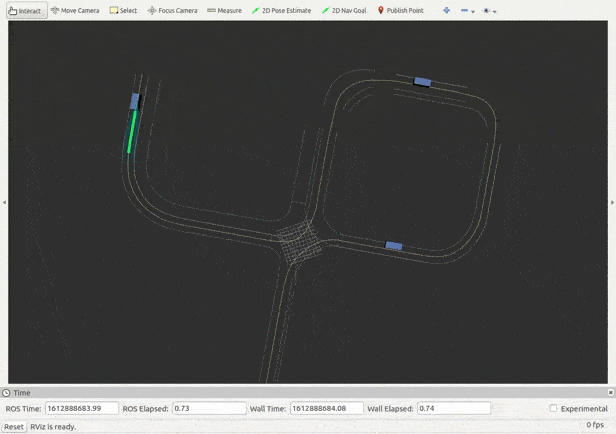 Interact Move Camera Select Focus Camera Measure 2D Pose Estimate 2D Nav Goal Publish Point
Time
ROS Time: 1612888683.99 ROS Elapsed: 0.73 Wall Time: 1612888684.08 Wall Elapsed: 0.74 Experimental
Reset RViz is ready. 0 fps